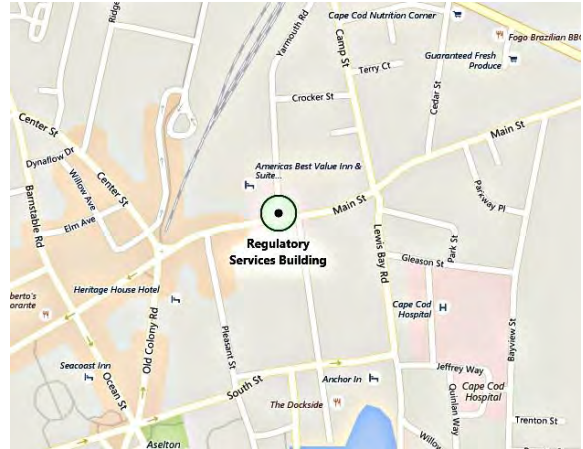 Ridge
Cape Cod Nutrition Corner
Yarmouth Rd
Camp St
Fogo Brazilian BBQ
Guaranteed Fresh
Produce
Terry Ct
Crocker St
Cedar St
Center St
Main St
Dynaflow Dr
Americas Best Value Inn &
Suite...
Willow Ave
Center St
Barnstable Rd
Elm Ave
Main St
Parkway Pl
Regulatory
Services Building
Lewis Bay Rd
Park St
Gleason St
Heritage House Hotel
berto's
orante
Cape Cod
Hospital
Old Colony Rd
Pleasant St
Bayview St
Seacoast Inn
Ocean St
South St
Anchor In
Jeffrey Way
Cape Cod
Hospital
The Dockside
Quinlan Way
Trenton St
Willow
Aselton